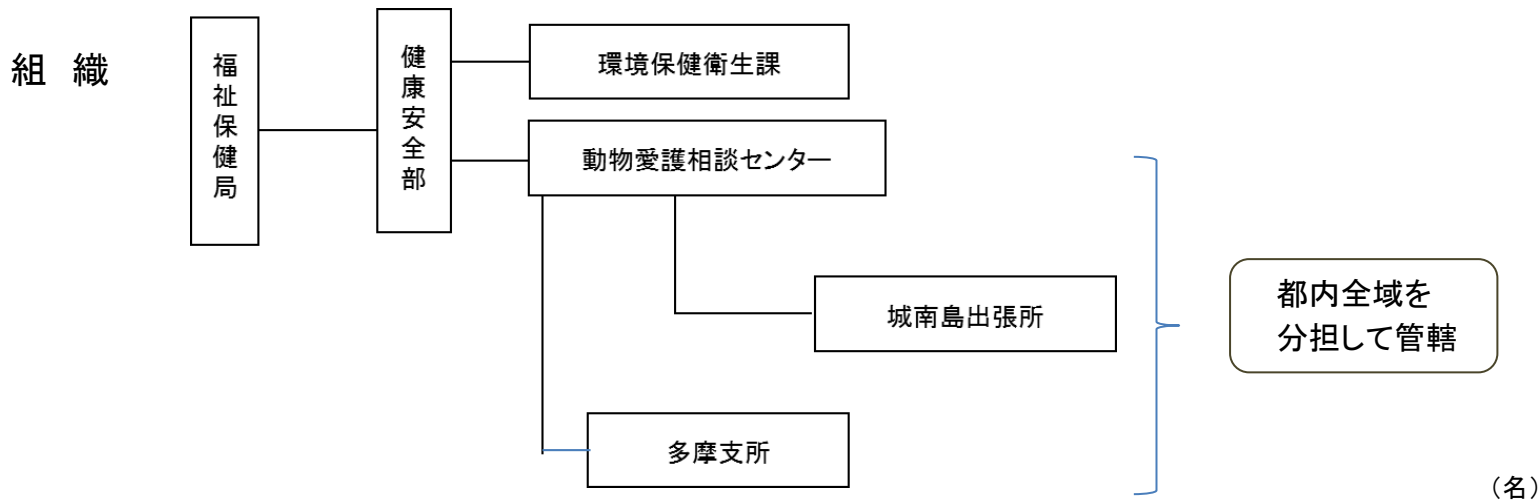 組 織
福祉保健局
健康安全部
環境保健衛生課
動物愛護相談センター
城南島出張所
多摩支所
都内全域を
分担して管轄
（名）